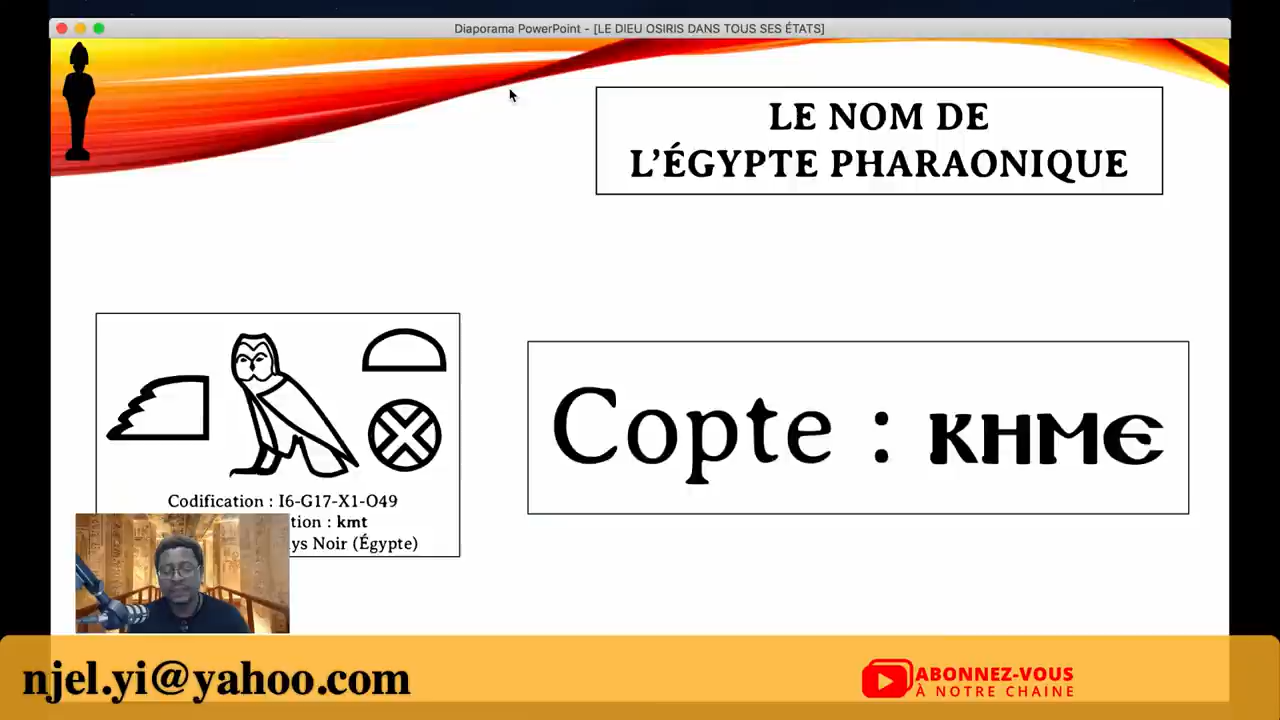 Diaporama PowerPoint - [LE DIEU OSIRIS DANS TOUS SES ÉTATS]
LE NOM DE
L’ÉGYPTE PHARAONIQUE
Codification : I6-G17-X1-O49
tion : kmt
ys Noir (Égypte)
Copte : ⲕⲏⲙⲉ
njel.yi@yahoo.com
ABONNEZ-VOUS
À NOTRE CHAINE